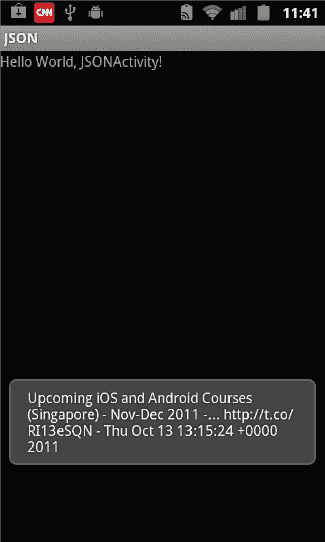 CNN 11:41
JSON
Hello World, JSONActivity!
Upcoming iOS and Android Courses
(Singapore) - Nov-Dec 2011 -... http://t.co/
RI13eSQN - Thu Oct 13 13:15:24 +0000
2011